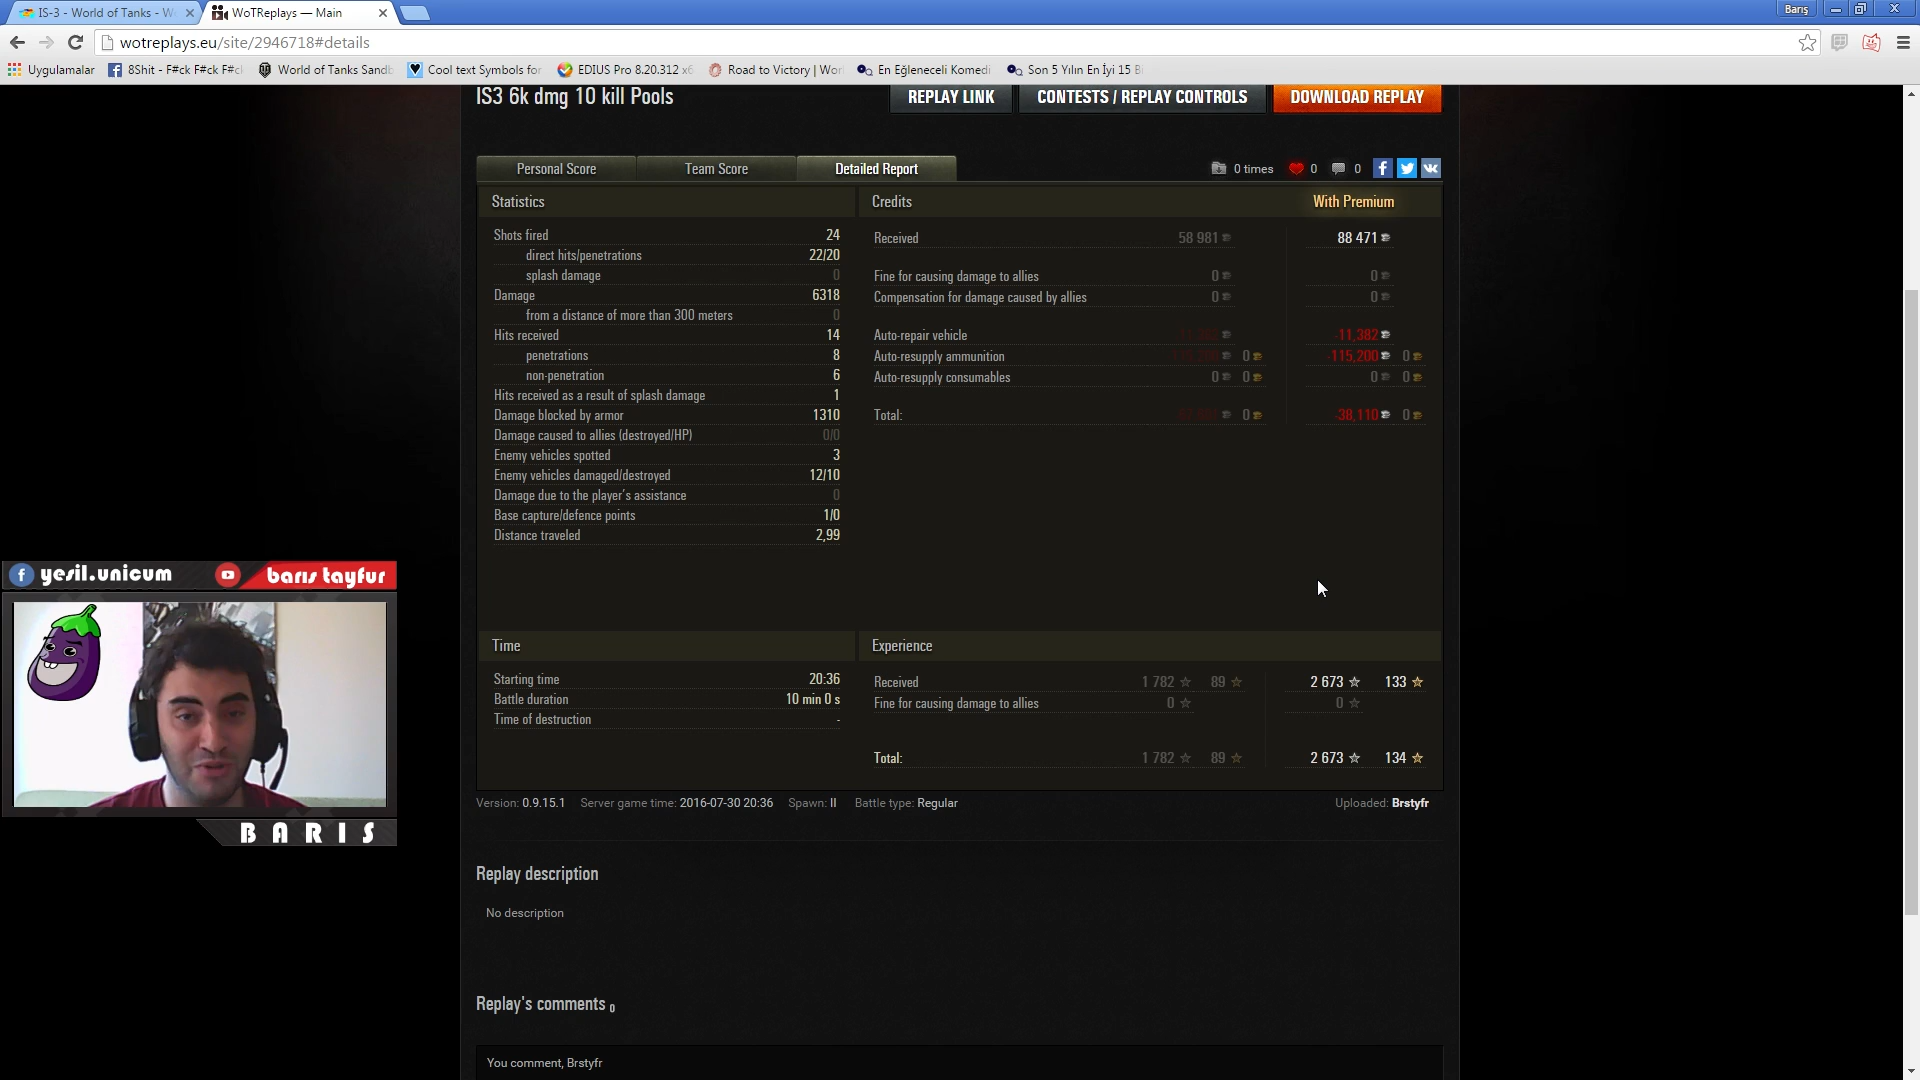 IS-3 - World of Tanks - W
WoTReplays — Main
Barış
wotreplays.eu/site/2946718#details
Uygulamalar
8Shit - F#ck F#ck F#c
World of Tanks Sandb
Cool text Symbols for
EDIUS Pro 8.20.312 x6
Road to Victory | Wor
En Eğleneceli Komedi
Son 5 Yılın En İyi 15 B
IS3 6k dmg 10 kill Pools
REPLAY LINK
CONTESTS / REPLAY CONTROLS
DOWNLOAD REPLAY
Personal Score
Team Score
Detailed Report
0 times
0
0
Statistics
Shots fired 24
direct hits/penetrations 22/20
splash damage 0
Damage 6318
from a distance of more than 300 meters 0
Hits received 14
penetrations 8
non-penetration 6
Hits received as a result of splash damage 1
Damage blocked by armor 1310
Damage caused to allies (destroyed/HP) 0/0
Enemy vehicles spotted 3
Enemy vehicles damaged/destroyed 12/10
Damage due to the player's assistance 0
Base capture/defence points 1/0
Distance traveled 2,99
Credits With Premium
Received 58 981 88 471
Fine for causing damage to allies 0 0
Compensation for damage caused by allies 0 0
Auto-repair vehicle -11,382
Auto-resupply ammunition 0 -115,200 0
Auto-resupply consumables 0 0 0 0
Total: 0 -38,110 0
yesil.unicum
barıs tayfur
BARIS
Time
Starting time 20:36
Battle duration 10 min 0 s
Time of destruction -
Experience
Received 1 782 89 2 673 133
Fine for causing damage to allies 0 0
Total: 1 782 89 2 673 134
Version: 0.9.15.1 Server game time: 2016-07-30 20:36 Spawn: II Battle type: Regular
Uploaded: Brstyfr
Replay description
No description
Replay's comments 0
You comment, Brstyfr